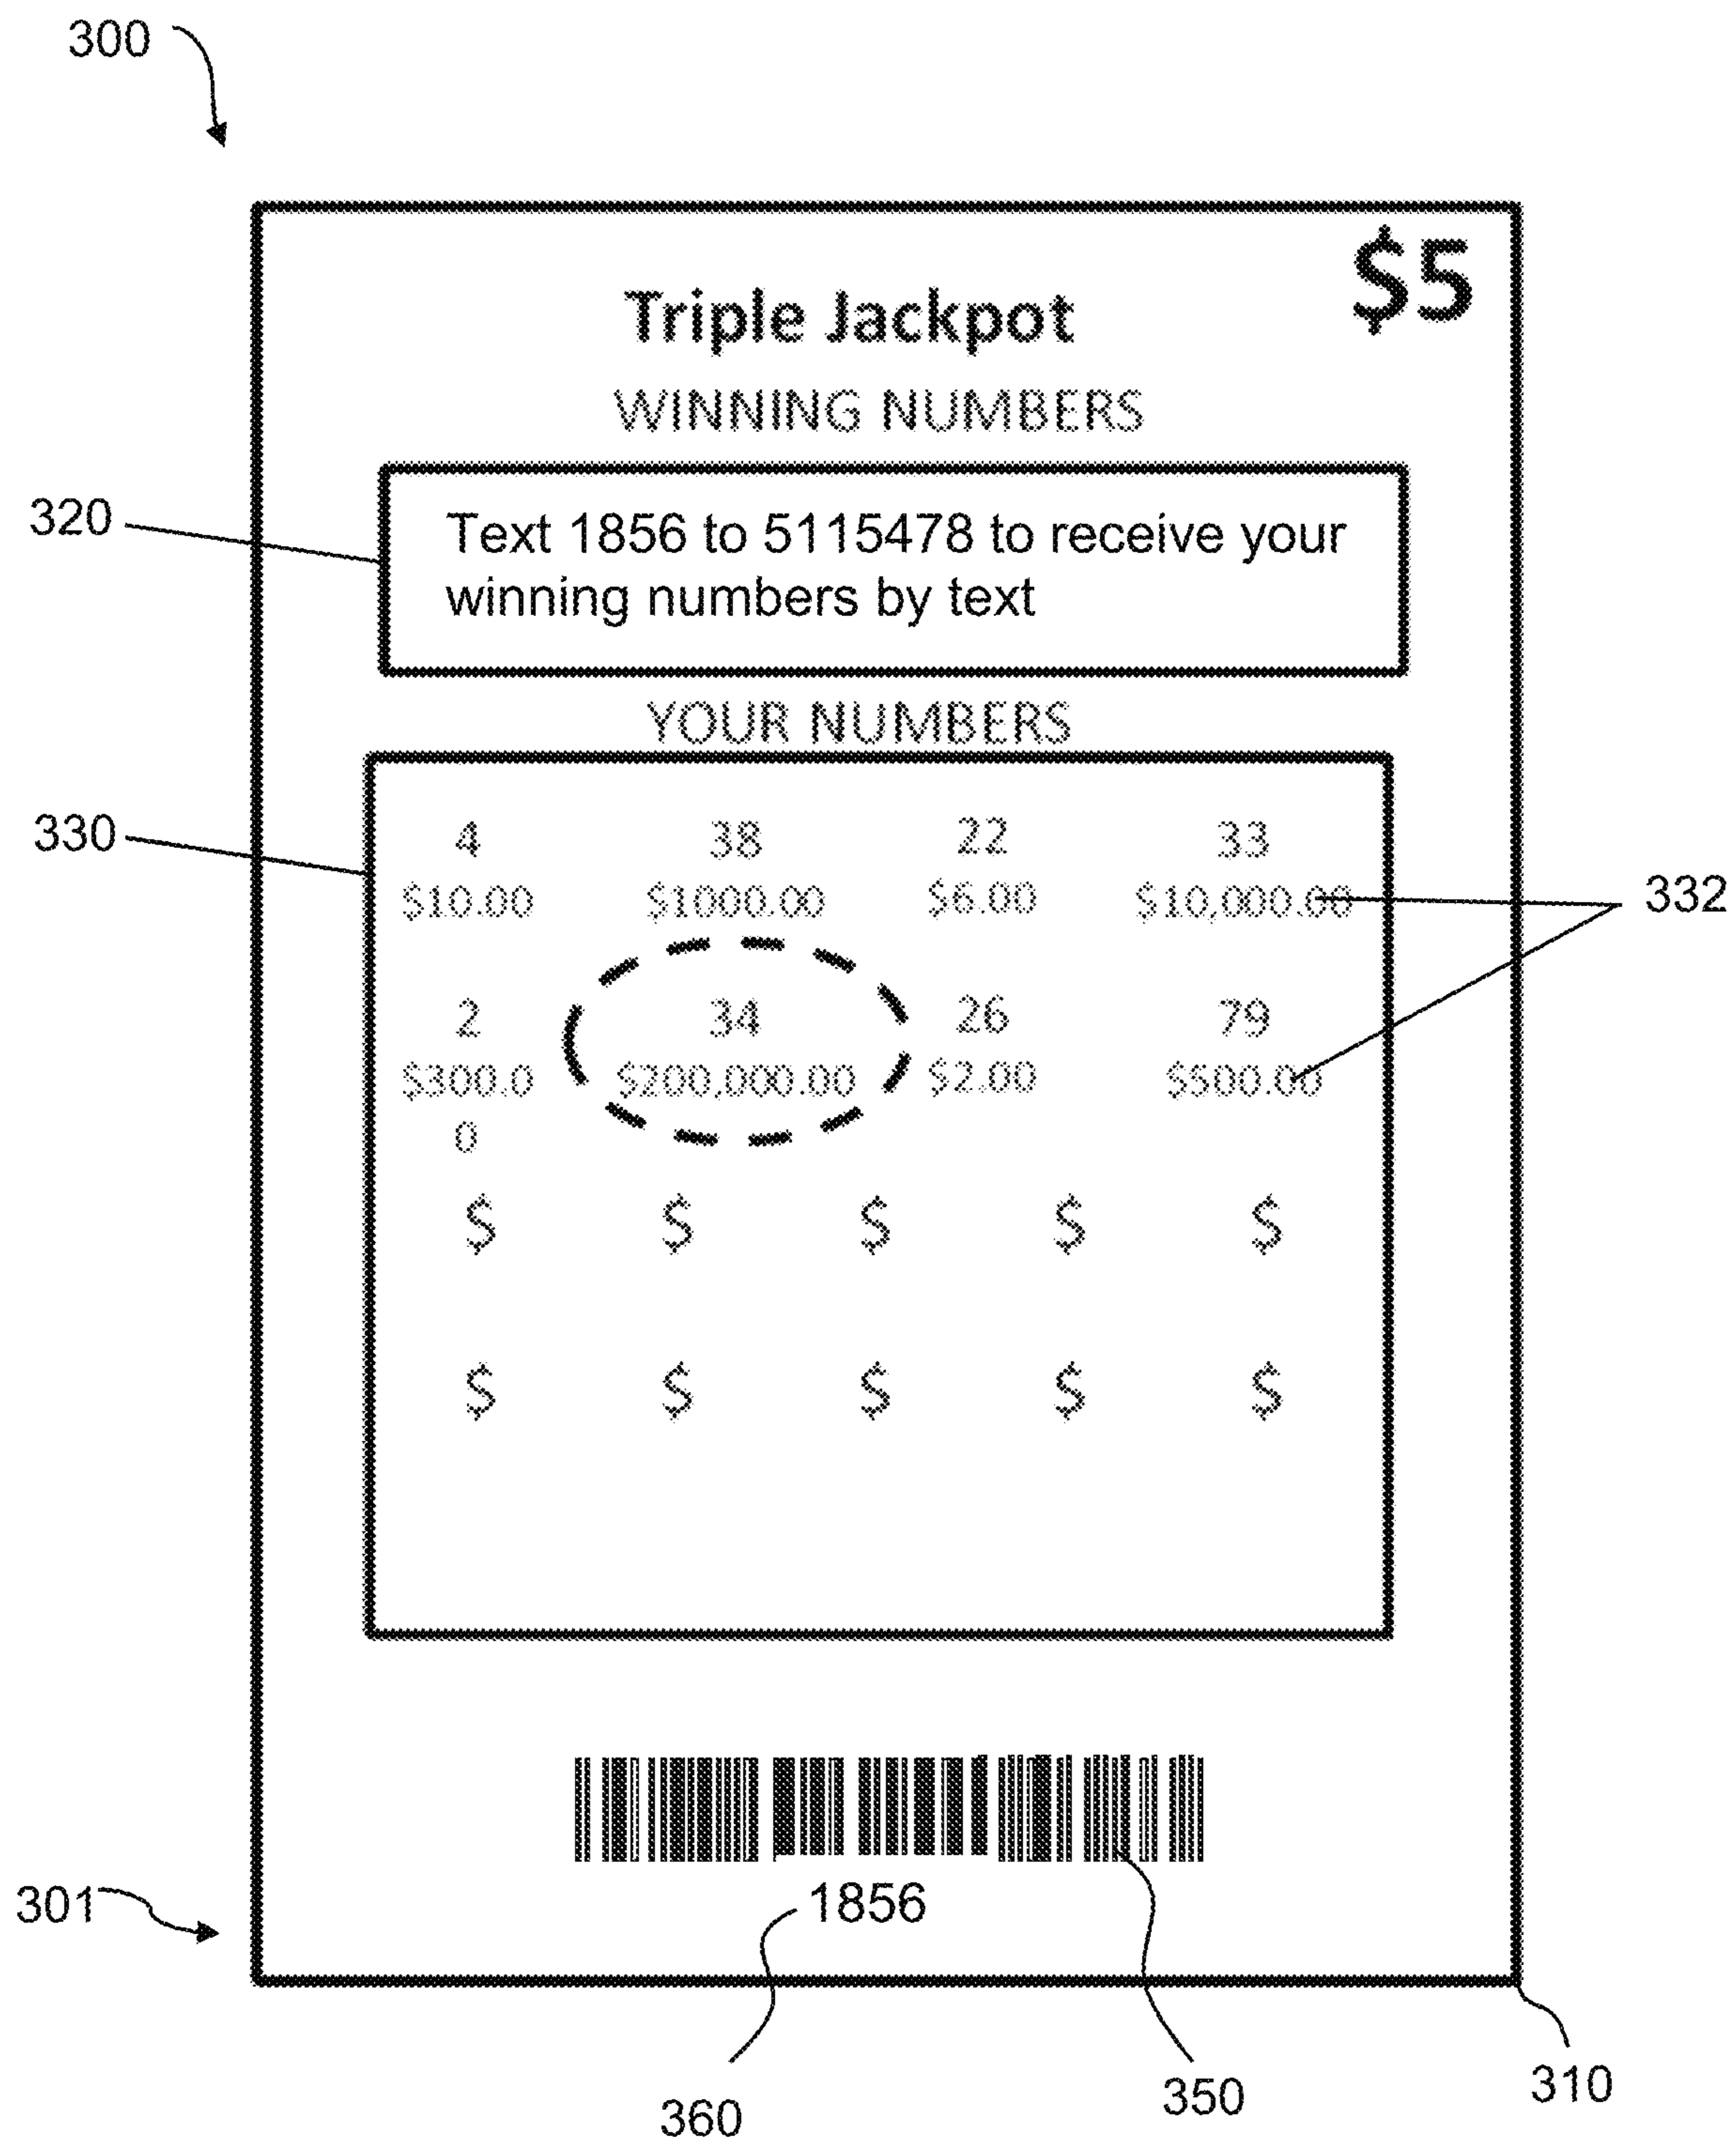 300
$5
Triple Jackpot
WINNING NUMBERS
320
Text 1856 to 5115478 to receive your
winning numbers by text
YOUR NUMBERS
330
4 38 22 33
$10.00 $1000.00 $6.00 $10,000.00
332
2 34 26 79
$300.0 $200,000.00 $2.00 $500.00
0
$ $ $ $ $
$ $ $ $ $
301
1856
360
350
310